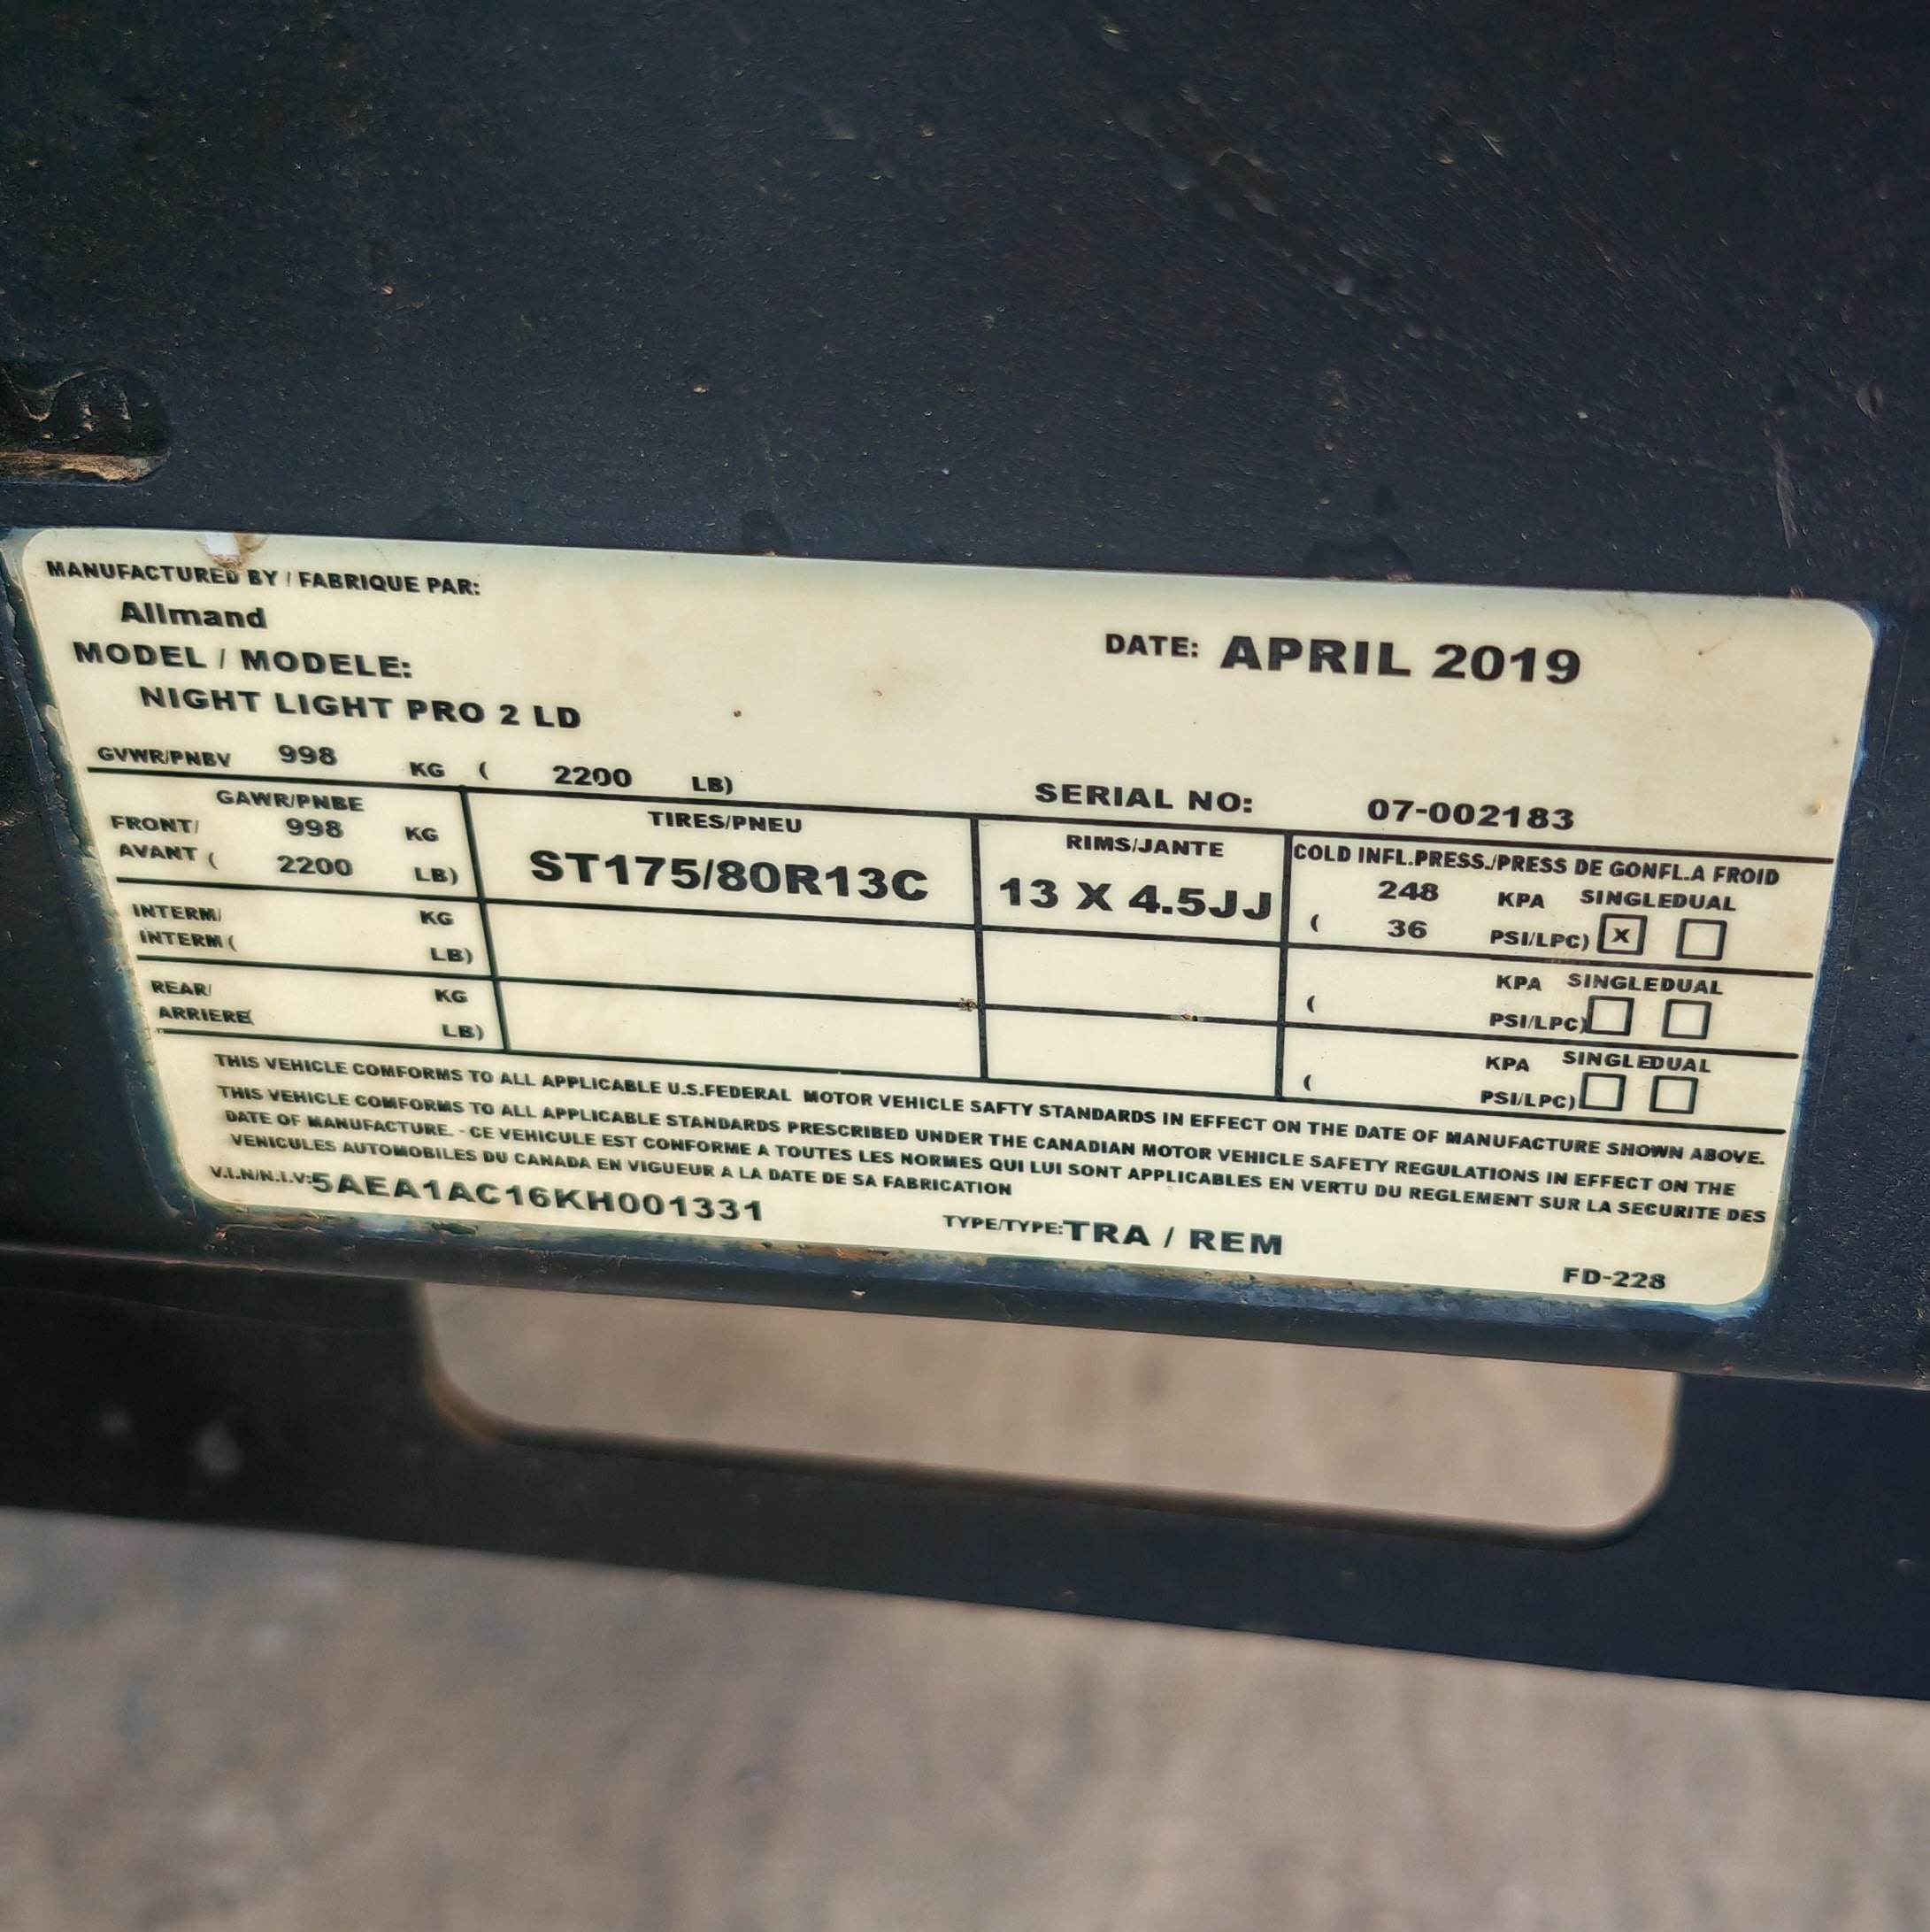 MANUFACTURED BY / FABRIQUE PAR:
Allmand
DATE: APRIL 2019
MODEL / MODELE:
NIGHT LIGHT PRO 2 LD
GVWR/PNBV 998 KG ( 2200 LB)
SERIAL NO: 07-002183
GAWR/PNBE
TIRES/PNEU
RIMS/JANTE
COLD INFL.PRESS./PRESS DE GONFL.A FROID
FRONT/ 998 KG
AVANT ( 2200 LB)
ST175/80R13C
13 X 4.5JJ
248 KPA SINGLE DUAL
( 36 PSI/LPC) X
INTERM/ KG
INTERM ( LB)
KPA SINGLE DUAL
( PSI/LPC)
REAR/ KG
ARRIERE( LB)
KPA SINGLE DUAL
( PSI/LPC)
THIS VEHICLE COMFORMS TO ALL APPLICABLE U.S.FEDERAL MOTOR VEHICLE SAFTY STANDARDS IN EFFECT ON THE DATE OF MANUFACTURE SHOWN ABOVE.
THIS VEHICLE COMFORMS TO ALL APPLICABLE STANDARDS PRESCRIBED UNDER THE CANADIAN MOTOR VEHICLE SAFETY REGULATIONS IN EFFECT ON THE
DATE OF MANUFACTURE. - CE VEHICULE EST CONFORME A TOUTES LES NORMES QUI LUI SONT APPLICABLES EN VERTU DU REGLEMENT SUR LA SECURITE DES
VENICULES AUTOMOBILES DU CANADA EN VIGUEUR A LA DATE DE SA FABRICATION
V.I.N/N.I.V:5AEA1AC16KH001331
TYPE/TYPE:TRA / REM
FD-228